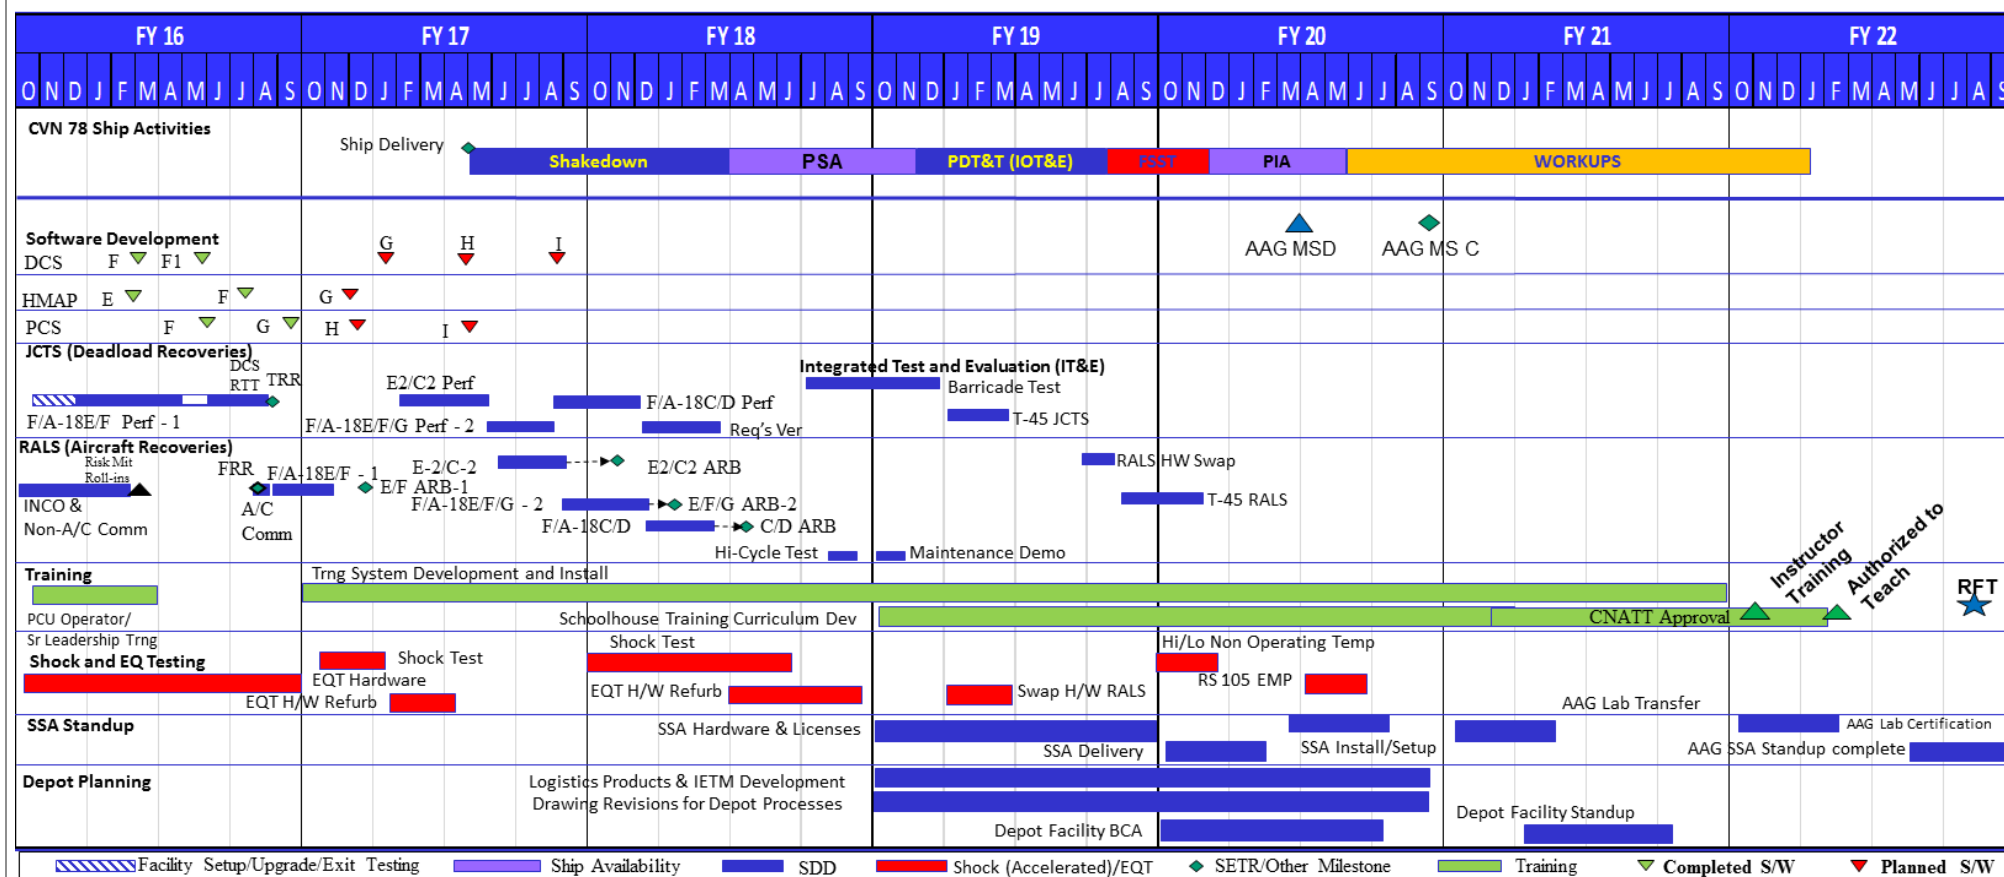 FY 16 FY 17 FY 18 FY 19 FY 20 FY 21 FY 22
O N D J F M A M J J A S O N D J F M A M J J A S O N D J F M A M J J A S O N D J F M A M J J A S O N D J F M A M J J A S O N D J F M A M J J A S O N D J F M A M J J A S
CVN 78 Ship Activities
Ship Delivery
Shakedown PSA PDT&T (IOT&E) FSST PIA WORKUPS
AAG MSD AAG MS C
Software Development
DCS F F1 G H I
HMAP E F G
PCS F G H I
JCTS (Deadload Recoveries)
DCS
RTT TRR
Integrated Test and Evaluation (IT&E)
E2/C2 Perf
Barricade Test
F/A-18C/D Perf
F/A-18E/F Perf - 1
F/A-18E/F/G Perf - 2
Req's Ver
T-45 JCTS
RALS (Aircraft Recoveries)
Risk Mit
Roll-ins
FRR F/A-18E/F - 1
E-2/C-2
E2/C2 ARB
RALS HW Swap
E/F ARB-1
INCO &
Non-A/C Comm
A/C
Comm
F/A-18E/F/G - 2
E/F/G ARB-2
T-45 RALS
F/A-18C/D
C/D ARB
Hi-Cycle Test
Maintenance Demo
Instructor
Training
Authorized to
Teach
RFT
Training
Trng System Development and Install
PCU Operator/
Sr Leadership Trng
Schoolhouse Training Curriculum Dev
CNATT Approval
Shock and EQ Testing
Shock Test
Shock Test
Hi/Lo Non Operating Temp
EQT Hardware
EQT H/W Refurb
EQT H/W Refurb
Swap H/W RALS
RS 105 EMP
AAG Lab Transfer
SSA Standup
SSA Hardware & Licenses
AAG Lab Certification
SSA Delivery
SSA Install/Setup
AAG SSA Standup complete
Depot Planning
Logistics Products & IETM Development
Drawing Revisions for Depot Processes
Depot Facility Standup
Depot Facility BCA
Facility Setup/Upgrade/Exit Testing Ship Availability SDD Shock (Accelerated)/EQT SETR/Other Milestone Training Completed S/W Planned S/W